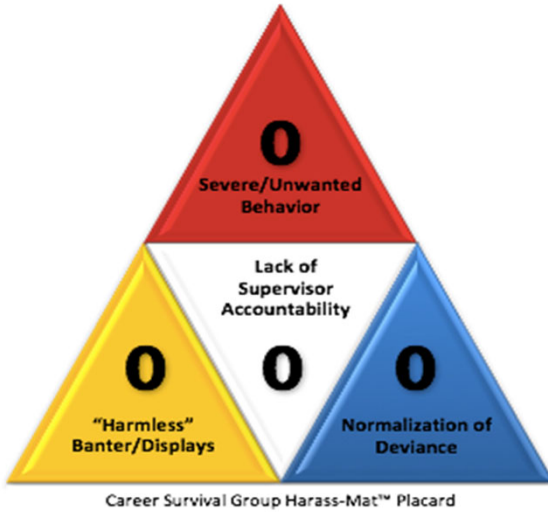 0
Severe/Unwanted
Behavior
Lack of
Supervisor
Accountability
0
0
0
“Harmless”
Banter/Displays
Normalization of
Deviance
Career Survival Group Harass-Mat™ Placard